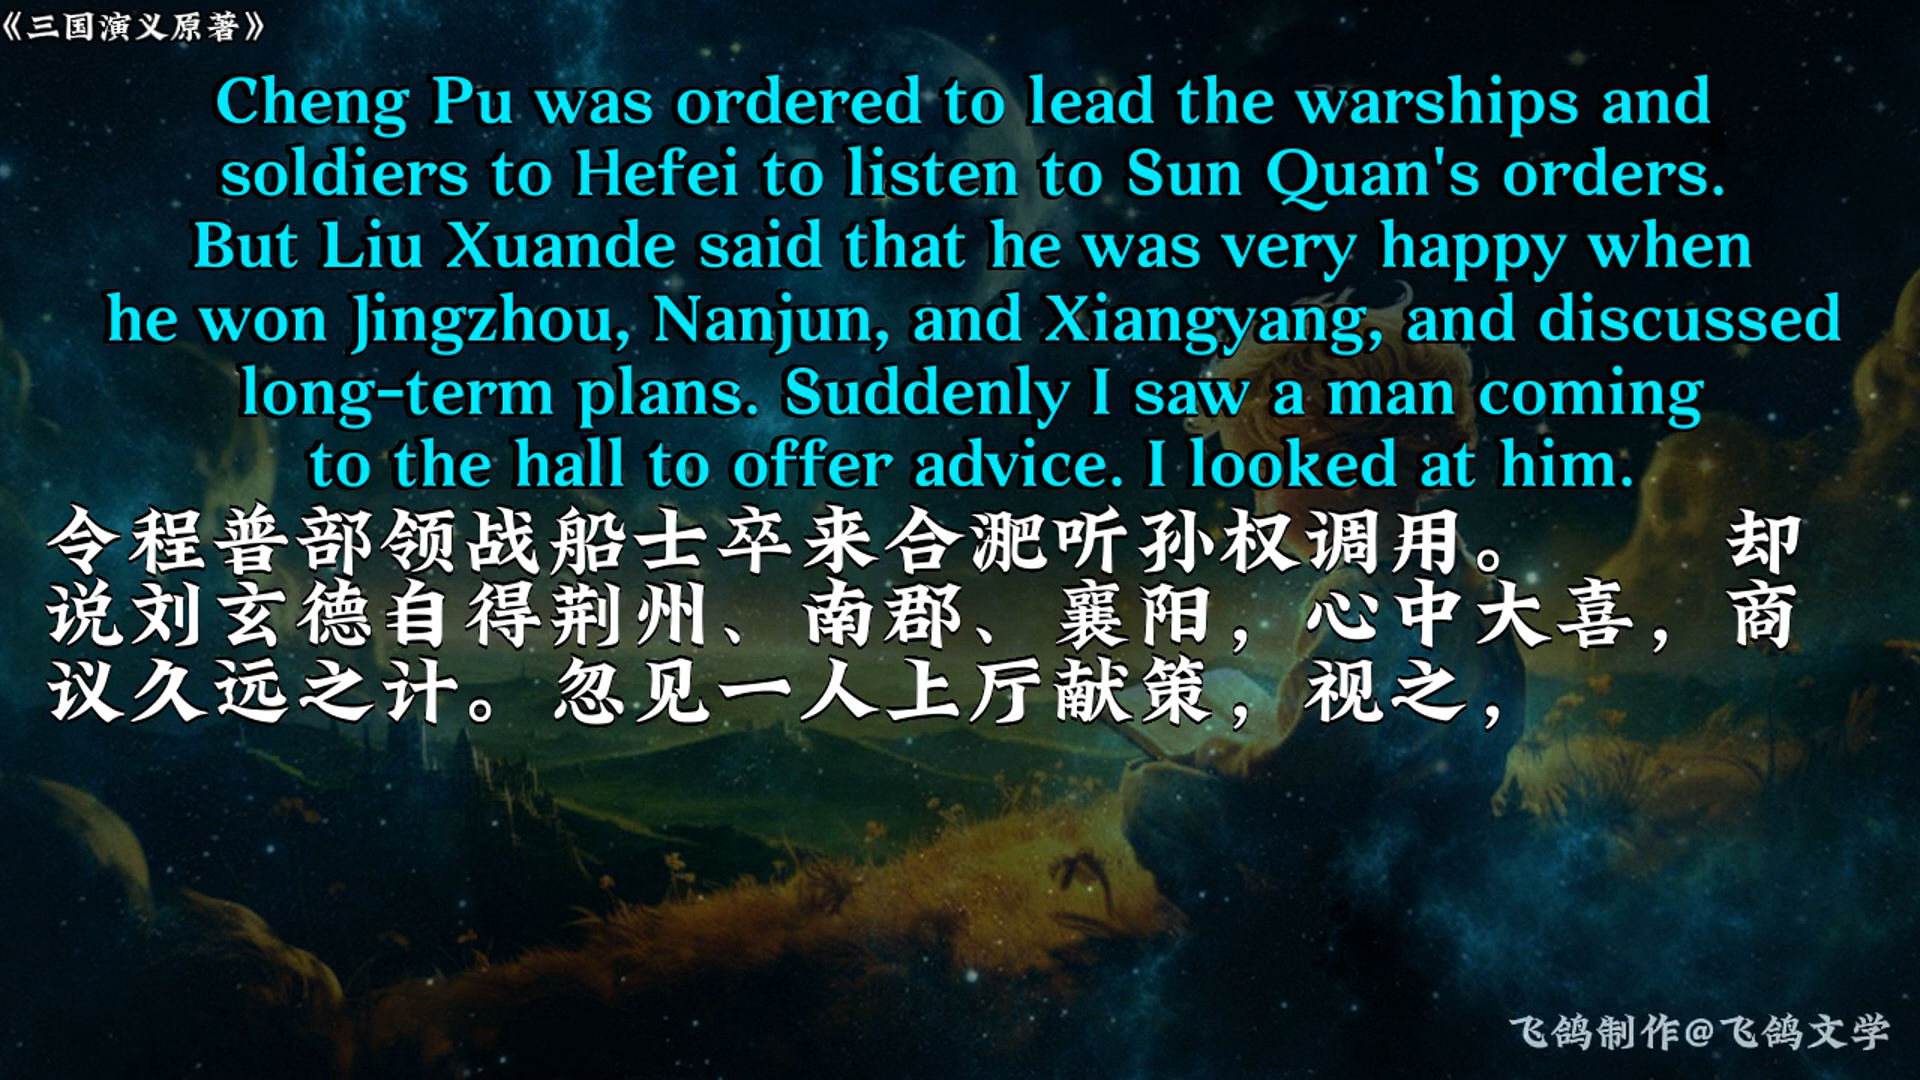 《三国演义原著》
Cheng Pu was ordered to lead the warships and
soldiers to Hefei to listen to Sun Quan's orders.
But Liu Xuande said that he was very happy when
he won Jingzhou, Nanjun, and Xiangyang, and discussed
long-term plans. Suddenly I saw a man coming
to the hall to offer advice. I looked at him.
令程普部领战船士卒来合淝听孙权调用。　　却
说刘玄德自得荆州、南郡、襄阳，心中大喜，商
议久远之计。忽见一人上厅献策，视之，
飞鸽制作@飞鸽文学